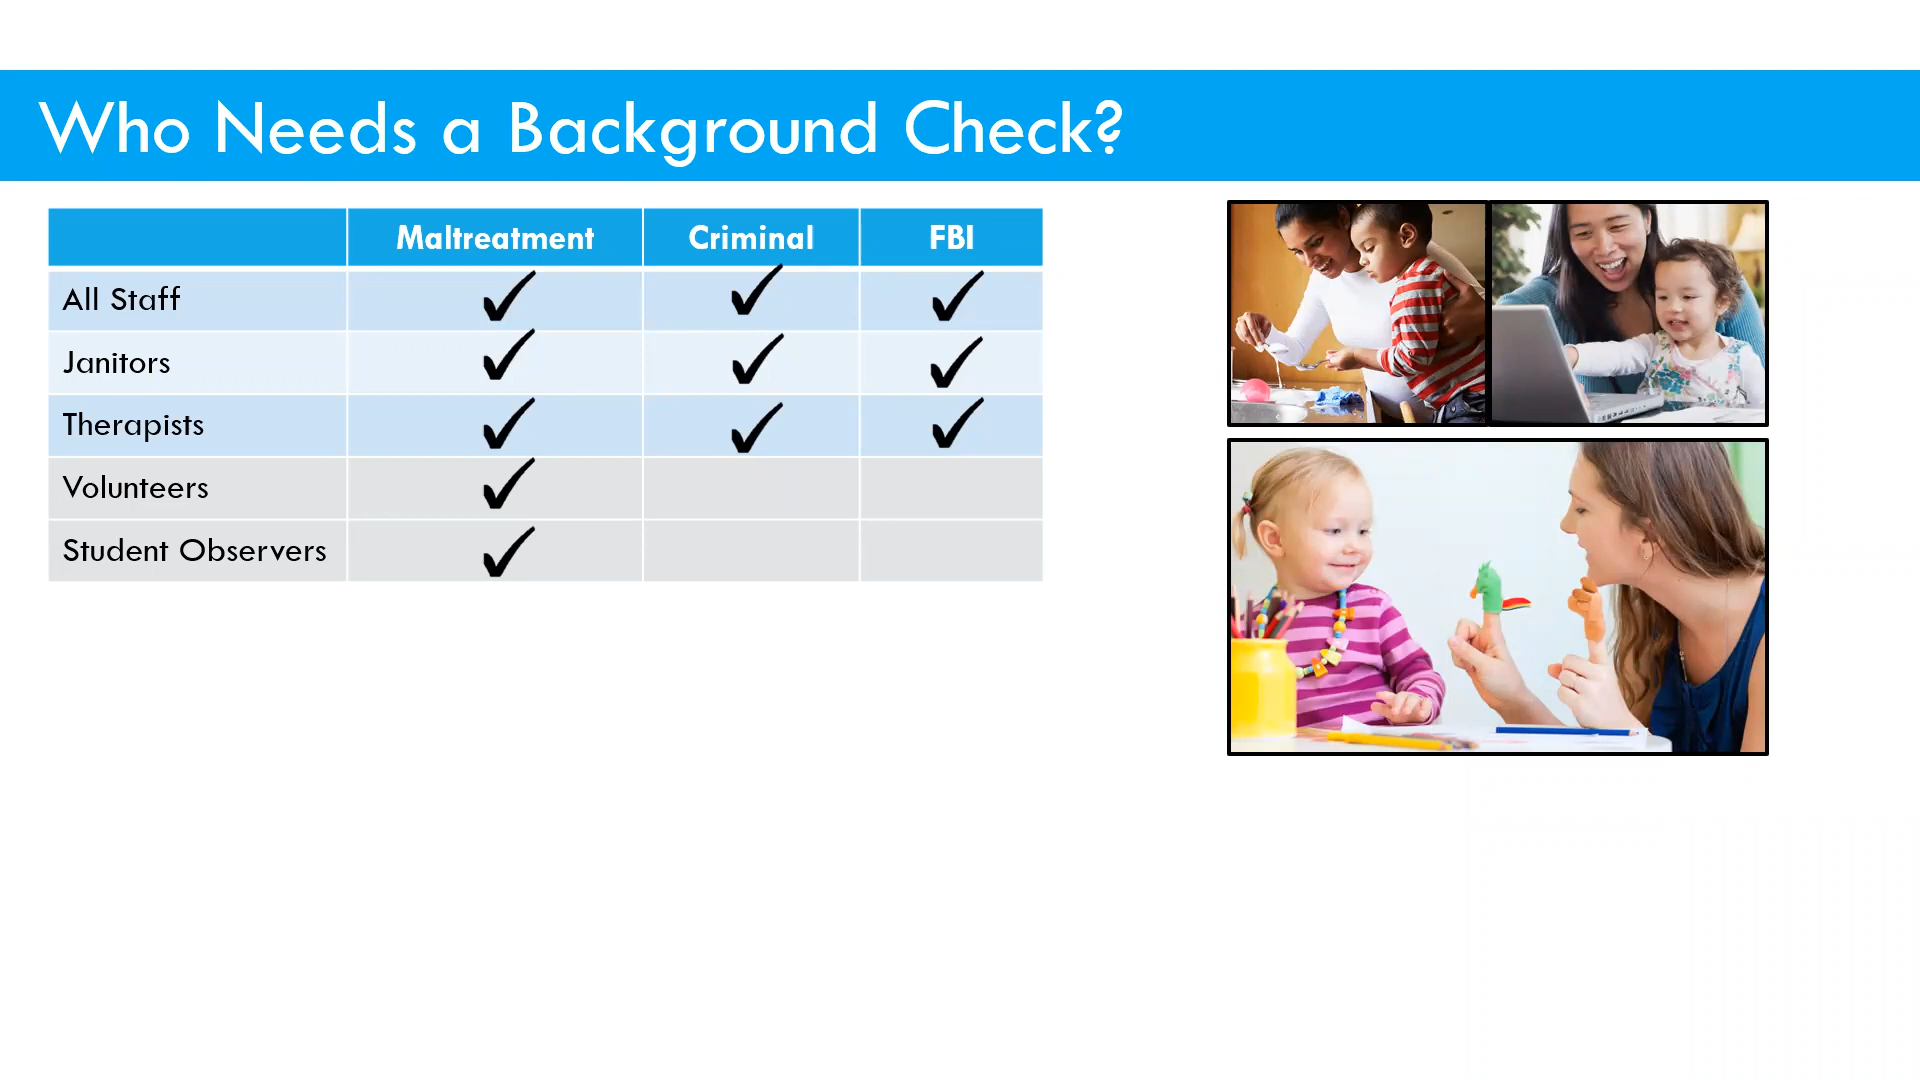 Who Needs a Background Check?
Maltreatment Criminal FBI
All Staff ✓ ✓ ✓
Janitors ✓ ✓ ✓
Therapists ✓ ✓ ✓
Volunteers ✓
Student Observers ✓